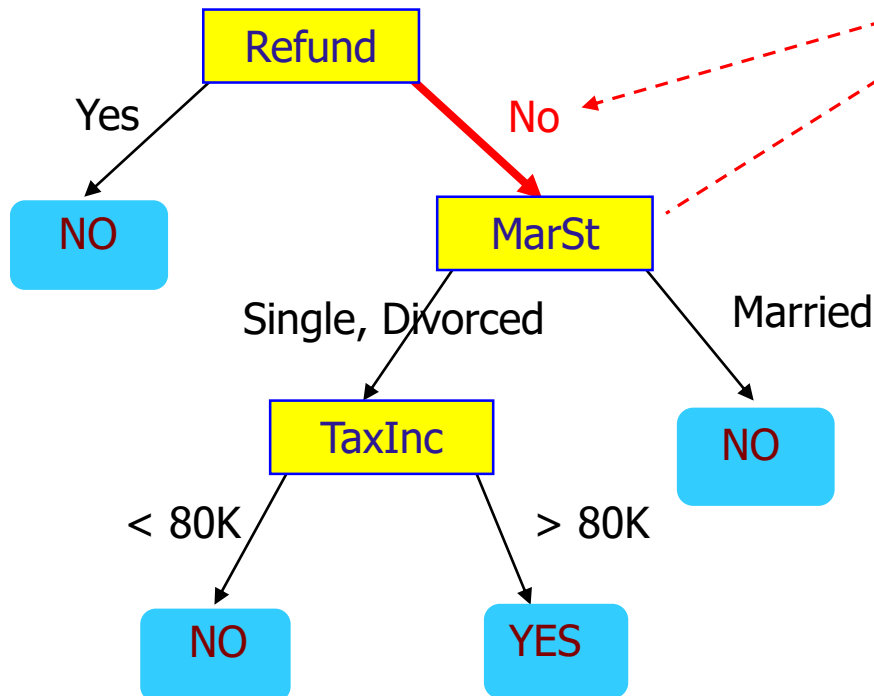 Refund
Yes
No
NO
MarSt
Single, Divorced
Married
TaxInc
NO
< 80K
> 80K
NO
YES